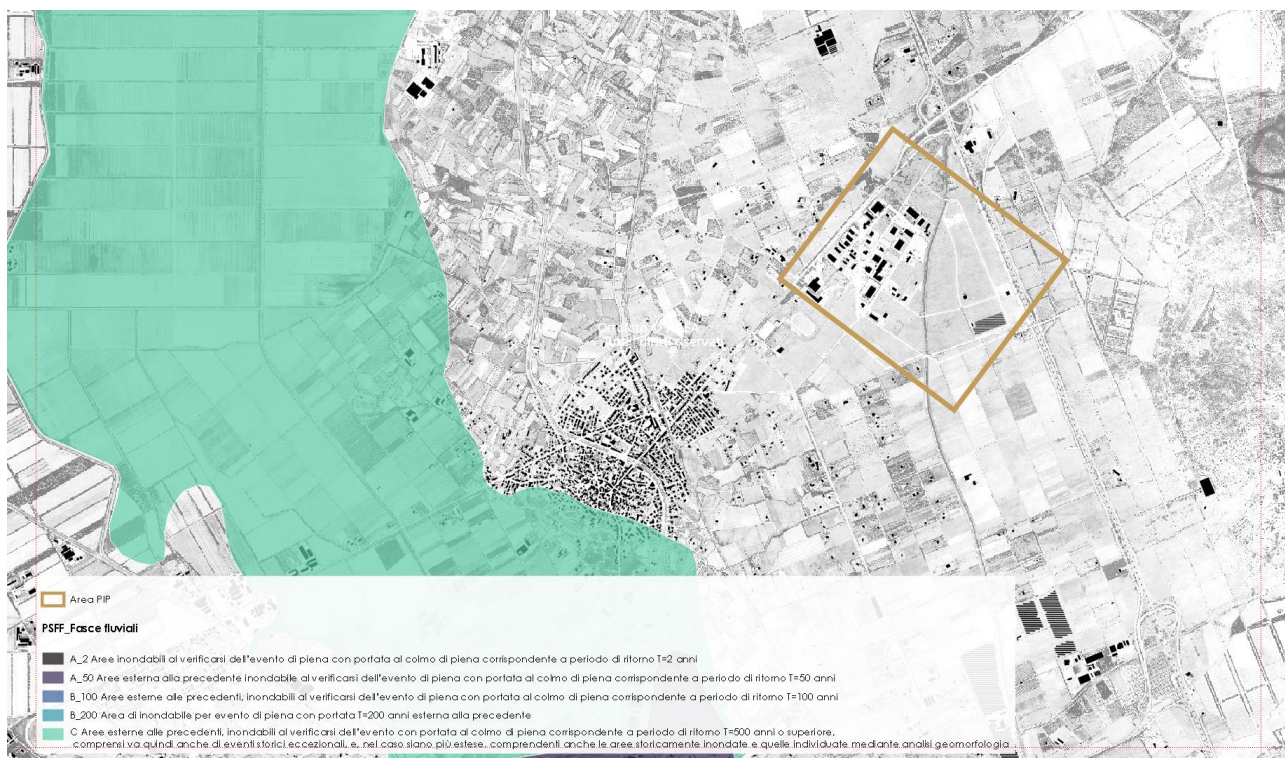 Area PIP
PSFF_Fasce fluviali
A_2 Aree inondabili al verificarsi dell'evento di piena con portata al colmo di piena corrispondente a periodo di ritorno T=2 anni
A_50 Aree esterna alla precedente inondabile al verificarsi dell'evento di piena con portata al colmo di piena corrispondente a periodo di ritorno T=50 anni
B_100 Aree esterne alle precedenti, inondabili al verificarsi dell'evento di piena con portata al colmo di piena corrispondente a periodo di ritorno T=100 anni
B_200 Area di inondabile per evento di piena con portata T=200 anni esterna alla precedente
C Aree esterne alle precedenti, inondabili al verificarsi dell'evento con portata al colmo di piena corrispondente a periodo di ritorno T=500 anni o superiore,
comprensiva quindi anche di eventi storici eccezionali, e, nel caso siano più estese, comprendenti anche le aree storicamente inondate e quelle individuate mediante analisi geomorfologia